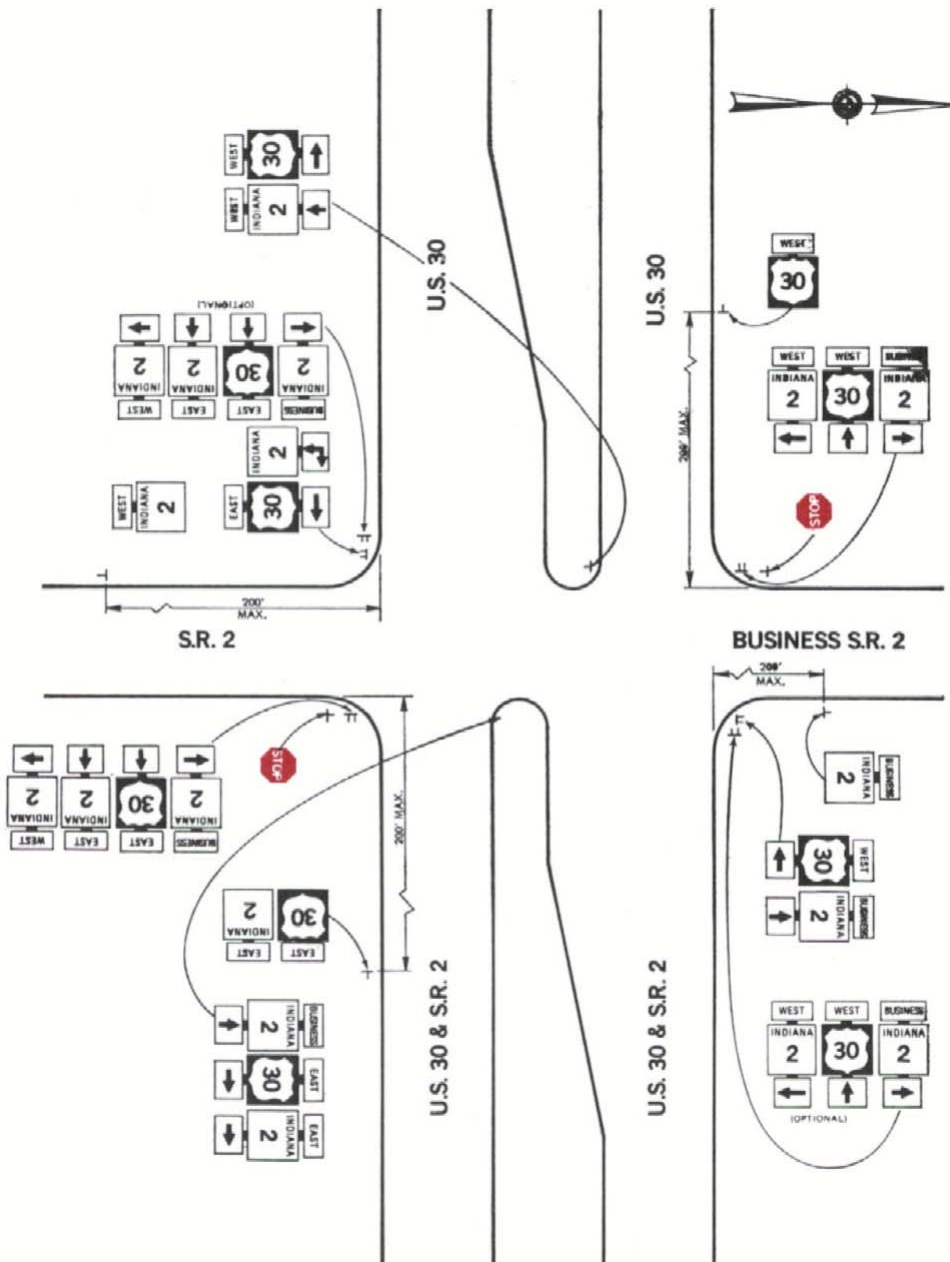 WEST
30
WEST
INDIANA
2
U.S. 30
(OPTIONAL)
INDIANA
2
WEST
INDIANA
2
EAST
30
EAST
INDIANA
2
BUSINESS
INDIANA
2
EAST
30
WEST
INDIANA
2
200'
MAX.
S.R. 2
U.S. 30
WEST
30
WEST
INDIANA
2
WEST
30
BUSINESS
INDIANA
2
200' MAX.
STOP
BUSINESS S.R. 2
200'
MAX.
STOP
INDIANA
2
WEST
INDIANA
2
EAST
30
EAST
INDIANA
2
BUSINESS
200' MAX.
INDIANA
2
EAST
30
EAST
INDIANA
2
BUSINESS
30
EAST
INDIANA
2
EAST
U.S. 30 & S.R. 2
U.S. 30 & S.R. 2
INDIANA
2
BUSINESS
30
WEST
INDIANA
2
BUSINESS
WEST
INDIANA
2
WEST
30
BUSINESS
INDIANA
2
(OPTIONAL)